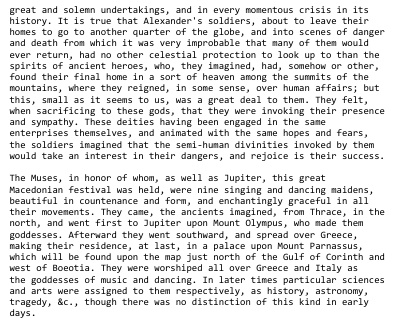 great and solemn undertakings, and in every momentous crisis in its
history. It is true that Alexander's soldiers, about to leave their
homes to go to another quarter of the globe, and into scenes of danger
and death from which it was very improbable that many of them would
ever return, had no other celestial protection to look up to than the
spirits of ancient heroes, who, they imagined, had, somehow or other,
found their final home in a sort of heaven among the summits of the
mountains, where they reigned, in some sense, over human affairs; but
this, small as it seems to us, was a great deal to them. They felt,
when sacrificing to these gods, that they were invoking their presence
and sympathy. These deities having been engaged in the same
enterprises themselves, and animated with the same hopes and fears,
the soldiers imagined that the semi-human divinities invoked by them
would take an interest in their dangers, and rejoice in their success.

The Muses, in honor of whom, as well as Jupiter, this great
Macedonian festival was held, were nine singing and dancing maidens,
beautiful in countenance and form, and enchantingly graceful in all
their movements. They came, the ancients imagined, from Thrace, in the
north, and went first to Jupiter upon Mount Olympus, who made them
goddesses. Afterward they went southward, and spread over Greece,
making their residence, at last, in a palace upon Mount Parnassus,
which will be found upon the map just north of the Gulf of Corinth and
west of Boeotia. They were worshiped all over Greece and Italy as
the goddesses of music and dancing. In later times particular sciences
and arts were assigned to them respectively, as history, astronomy,
tragedy, &c., though there was no distinction of this kind in early
days.